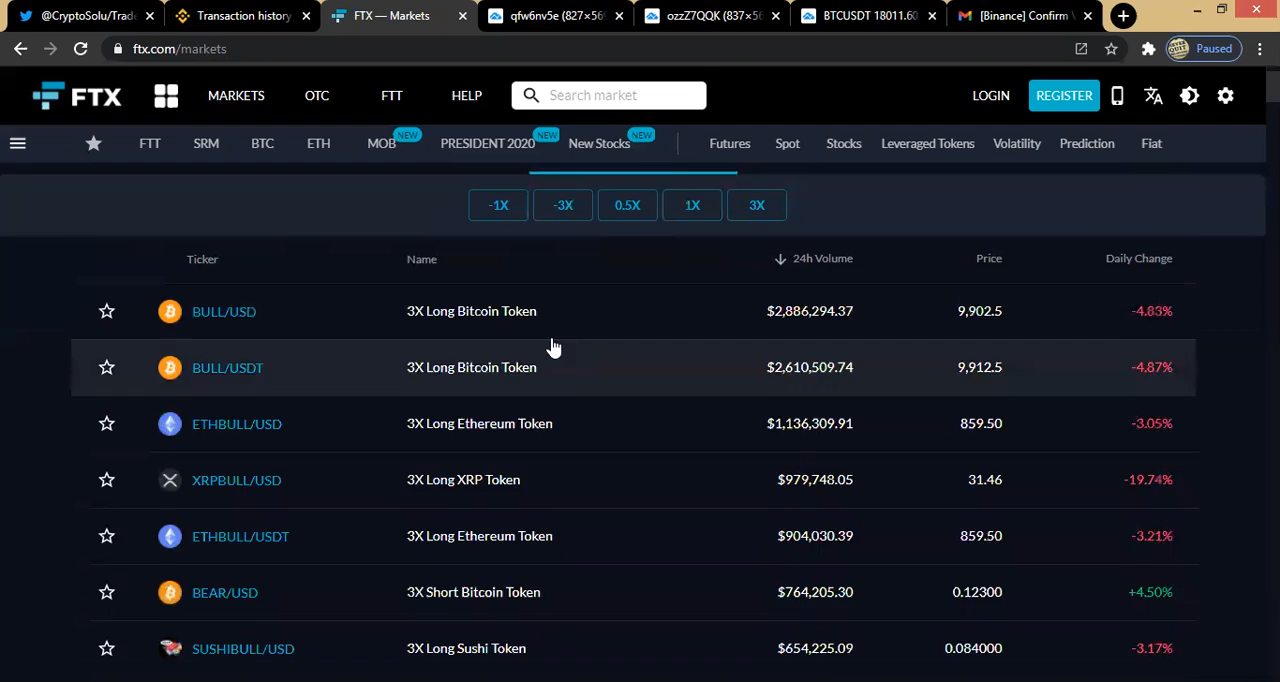 @CryptoSolu/Trade
Transaction history
FTX — Markets
qfw6nv5e (827×569
ozzZ7QQK (837×56
BTCUSDT 18011.60
[Binance] Confirm
ftx.com/markets
Paused
FTX
MARKETS
OTC
FTT
HELP
Search market
LOGIN
REGISTER
FTT
SRM
BTC
ETH
MOB NEW
PRESIDENT 2020 NEW
New Stocks NEW
Futures
Spot
Stocks
Leveraged Tokens
Volatility
Prediction
Fiat
-1X
-3X
0.5X
1X
3X
Ticker Name 24h Volume Price Daily Change
BULL/USD 3X Long Bitcoin Token $2,886,294.37 9,902.5 -4.83%
BULL/USDT 3X Long Bitcoin Token $2,610,509.74 9,912.5 -4.87%
ETHBULL/USD 3X Long Ethereum Token $1,136,309.91 859.50 -3.05%
XRPBULL/USD 3X Long XRP Token $979,748.05 31.46 -19.74%
ETHBULL/USDT 3X Long Ethereum Token $904,030.39 859.50 -3.21%
BEAR/USD 3X Short Bitcoin Token $764,205.30 0.12300 +4.50%
SUSHIBULL/USD 3X Long Sushi Token $654,225.09 0.084000 -3.17%